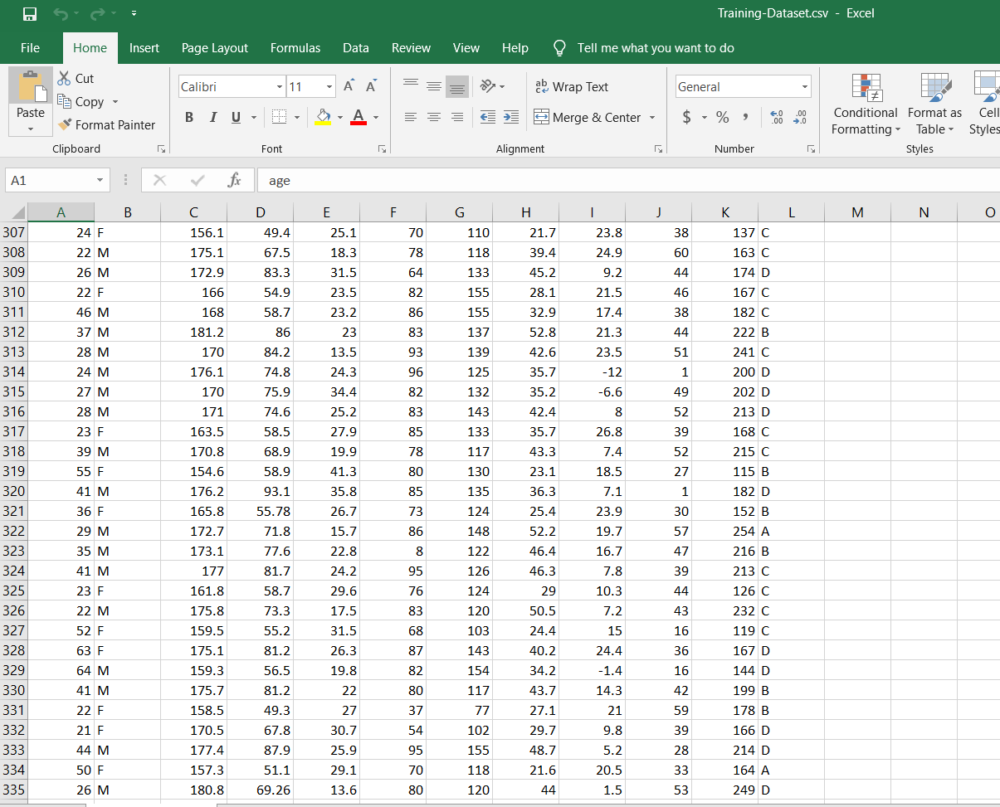 Training-Dataset.csv - Excel
File Home Insert Page Layout Formulas Data Review View Help Tell me what you want to do
Cut
Copy
Format Painter
Paste
Clipboard
Calibri 11 A A
B I U A
Font
ab Wrap Text
Merge & Center
Alignment
General
$ % , .00 .00
Number
Conditional Formatting
Format as Table
Cell Styles
Styles
A1 fx age
A B C D E F G H I J K L M N O
307 24 F 156.1 49.4 25.1 70 110 21.7 23.8 38 137 C
308 22 M 175.1 67.5 18.3 78 118 39.4 24.9 60 163 C
309 26 M 172.9 83.3 31.5 64 133 45.2 9.2 44 174 D
310 22 F 166 54.9 23.5 82 155 28.1 21.5 46 167 C
311 46 M 168 58.7 23.2 86 155 32.9 17.4 38 182 C
312 37 M 181.2 86 23 83 137 52.8 21.3 44 222 B
313 28 M 170 84.2 13.5 93 139 42.6 23.5 51 241 C
314 24 M 176.1 74.8 24.3 96 125 35.7 -12 1 200 D
315 27 M 170 75.9 34.4 82 132 35.2 -6.6 49 202 D
316 28 M 171 74.6 25.2 83 143 42.4 8 52 213 D
317 23 F 163.5 58.5 27.9 85 133 35.7 26.8 39 168 C
318 39 M 170.8 68.9 19.9 78 117 43.3 7.4 52 215 C
319 55 F 154.6 58.9 41.3 80 130 23.1 18.5 27 115 B
320 41 M 176.2 93.1 35.8 85 135 36.3 7.1 1 182 D
321 36 F 165.8 55.78 26.7 73 124 25.4 23.9 30 152 B
322 29 M 172.7 71.8 15.7 86 148 52.2 19.7 57 254 A
323 35 M 173.1 77.6 22.8 8 122 46.4 16.7 47 216 B
324 41 M 177 81.7 24.2 95 126 46.3 7.8 39 213 C
325 23 F 161.8 58.7 29.6 76 124 29 10.3 44 126 C
326 22 M 175.8 73.3 17.5 83 120 50.5 7.2 43 232 C
327 52 F 159.5 55.2 31.5 68 103 24.4 15 16 119 C
328 63 F 175.1 81.2 26.3 87 143 40.2 24.4 36 167 D
329 64 M 159.3 56.5 19.8 82 154 34.2 -1.4 16 144 D
330 41 M 175.7 81.2 22 80 117 43.7 14.3 42 199 B
331 22 F 158.5 49.3 27 37 77 27.1 21 59 178 B
332 21 F 170.5 67.8 30.7 54 102 29.7 9.8 39 166 D
333 44 M 177.4 87.9 25.9 95 155 48.7 5.2 28 214 D
334 50 F 157.3 51.1 29.1 70 118 21.6 20.5 33 164 A
335 26 M 180.8 69.26 13.6 80 120 44 1.5 53 249 D